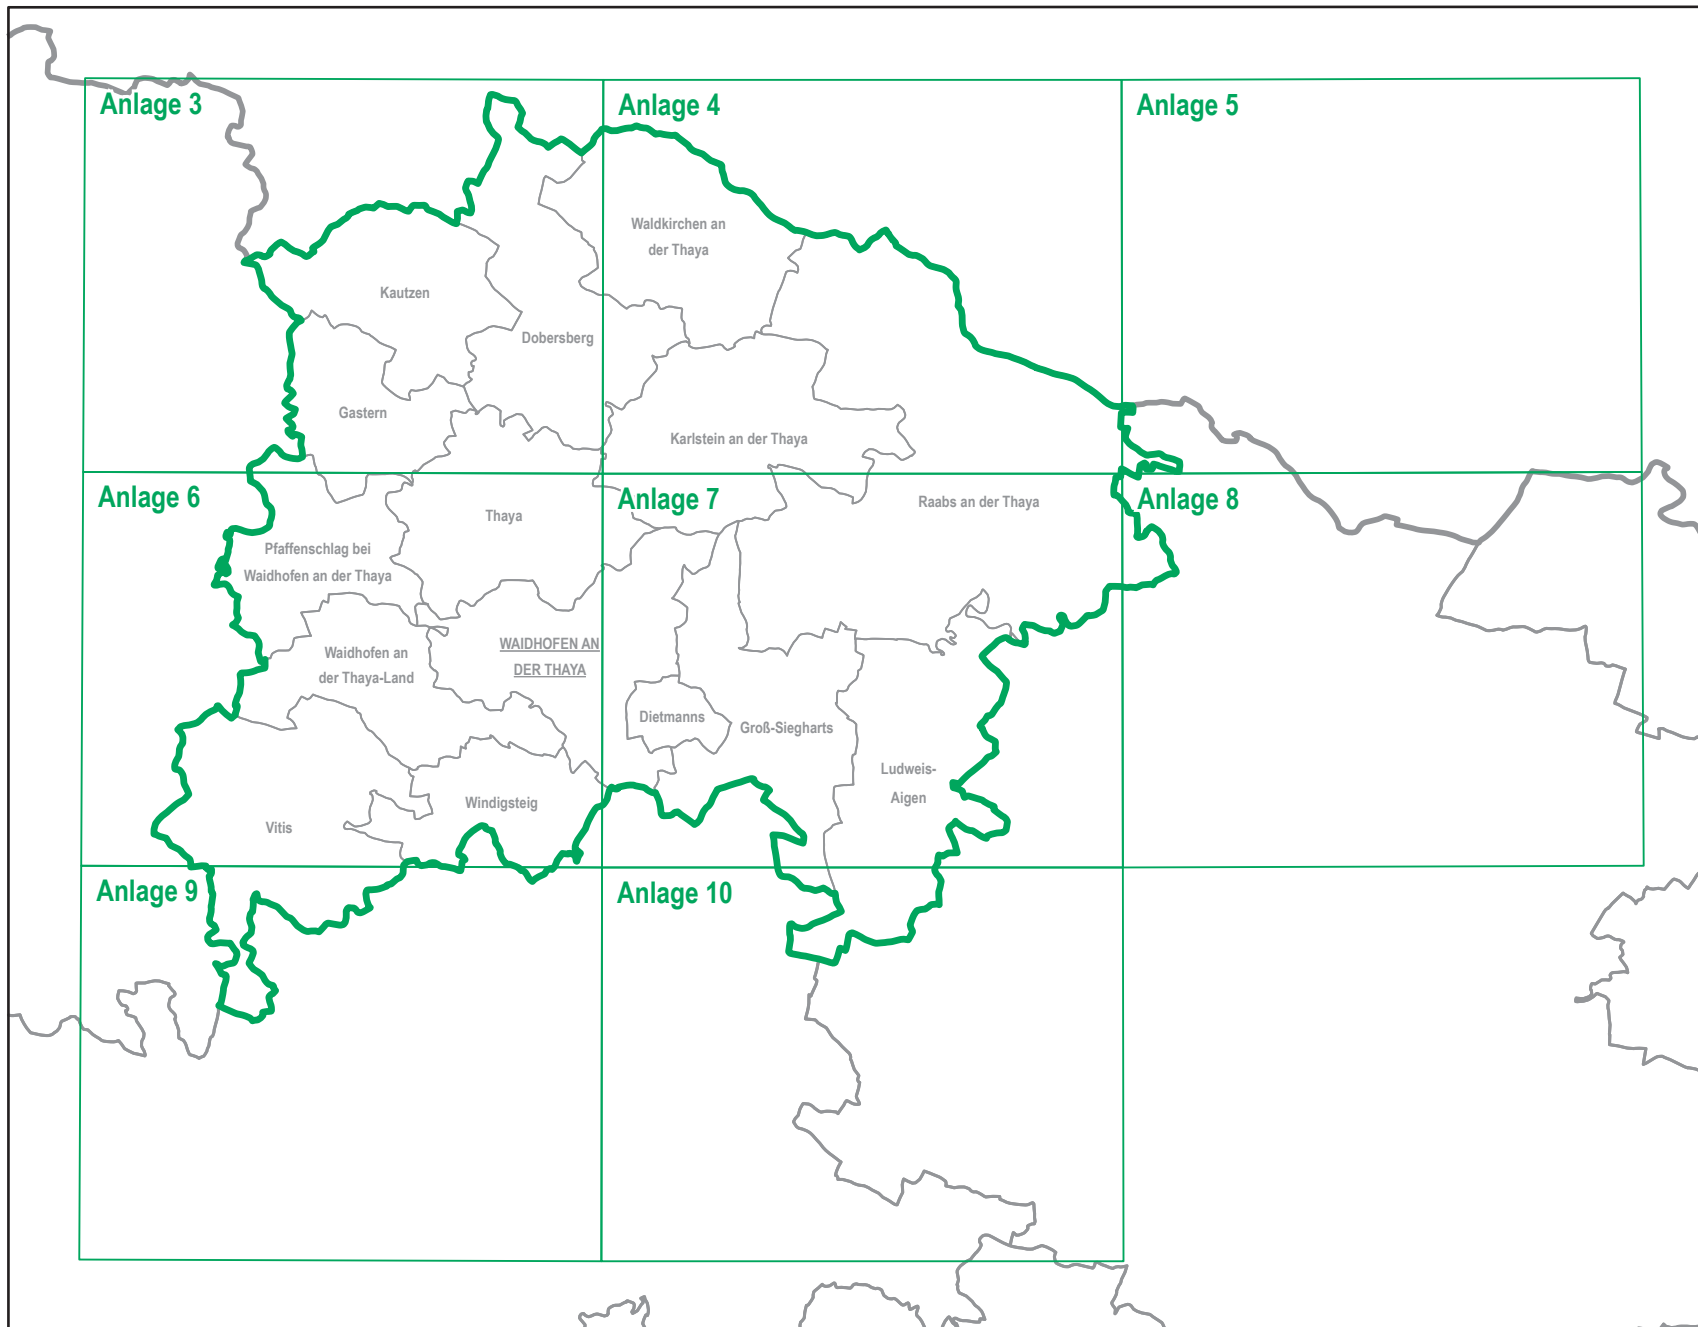 Anlage 3
Anlage 4
Anlage 5
Waldkirchen an
der Thaya
Kautzen
Dobersberg
Gastern
Karlstein an der Thaya
Anlage 6
Anlage 7
Anlage 8
Raabs an der Thaya
Thaya
Pfaffenschlag bei
Waidhofen an der Thaya
WAIDHOFEN AN
DER THAYA
Waidhofen an
der Thaya-Land
Dietmanns
Groß-Siegharts
Ludweis-
Aigen
Windigsteig
Vitis
Anlage 9
Anlage 10